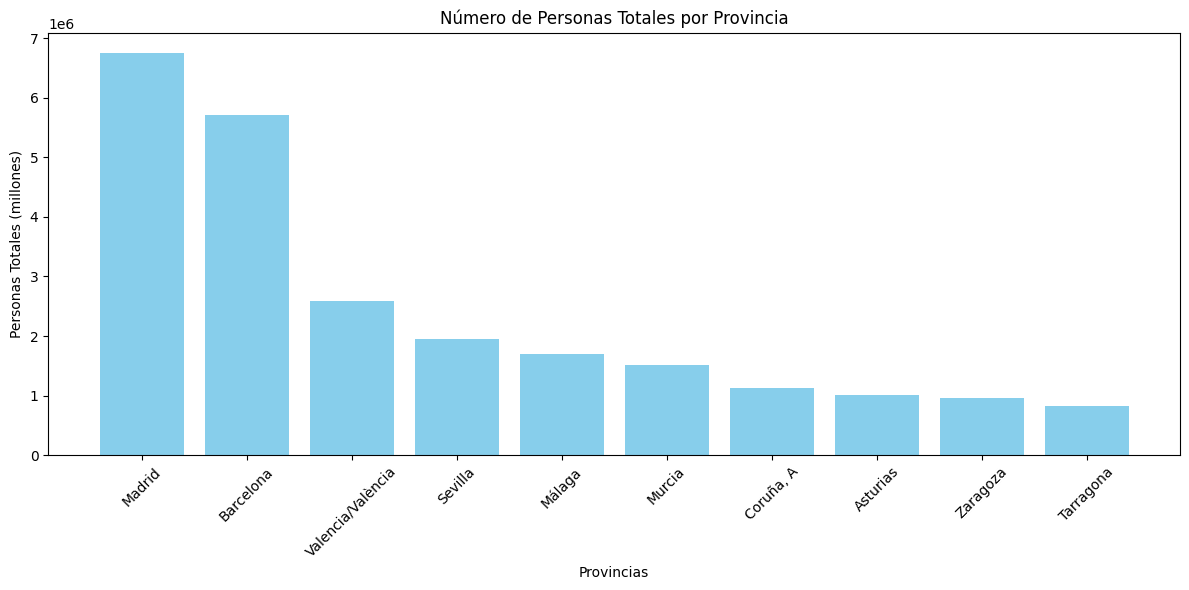 Número de Personas Totales por Provincia
1e6
7
6
5
4
3
2
1
0
Personas Totales (millones)
Madrid
Barcelona
Valencia/València
Sevilla
Málaga
Murcia
Coruña, A
Asturias
Zaragoza
Tarragona
Provincias